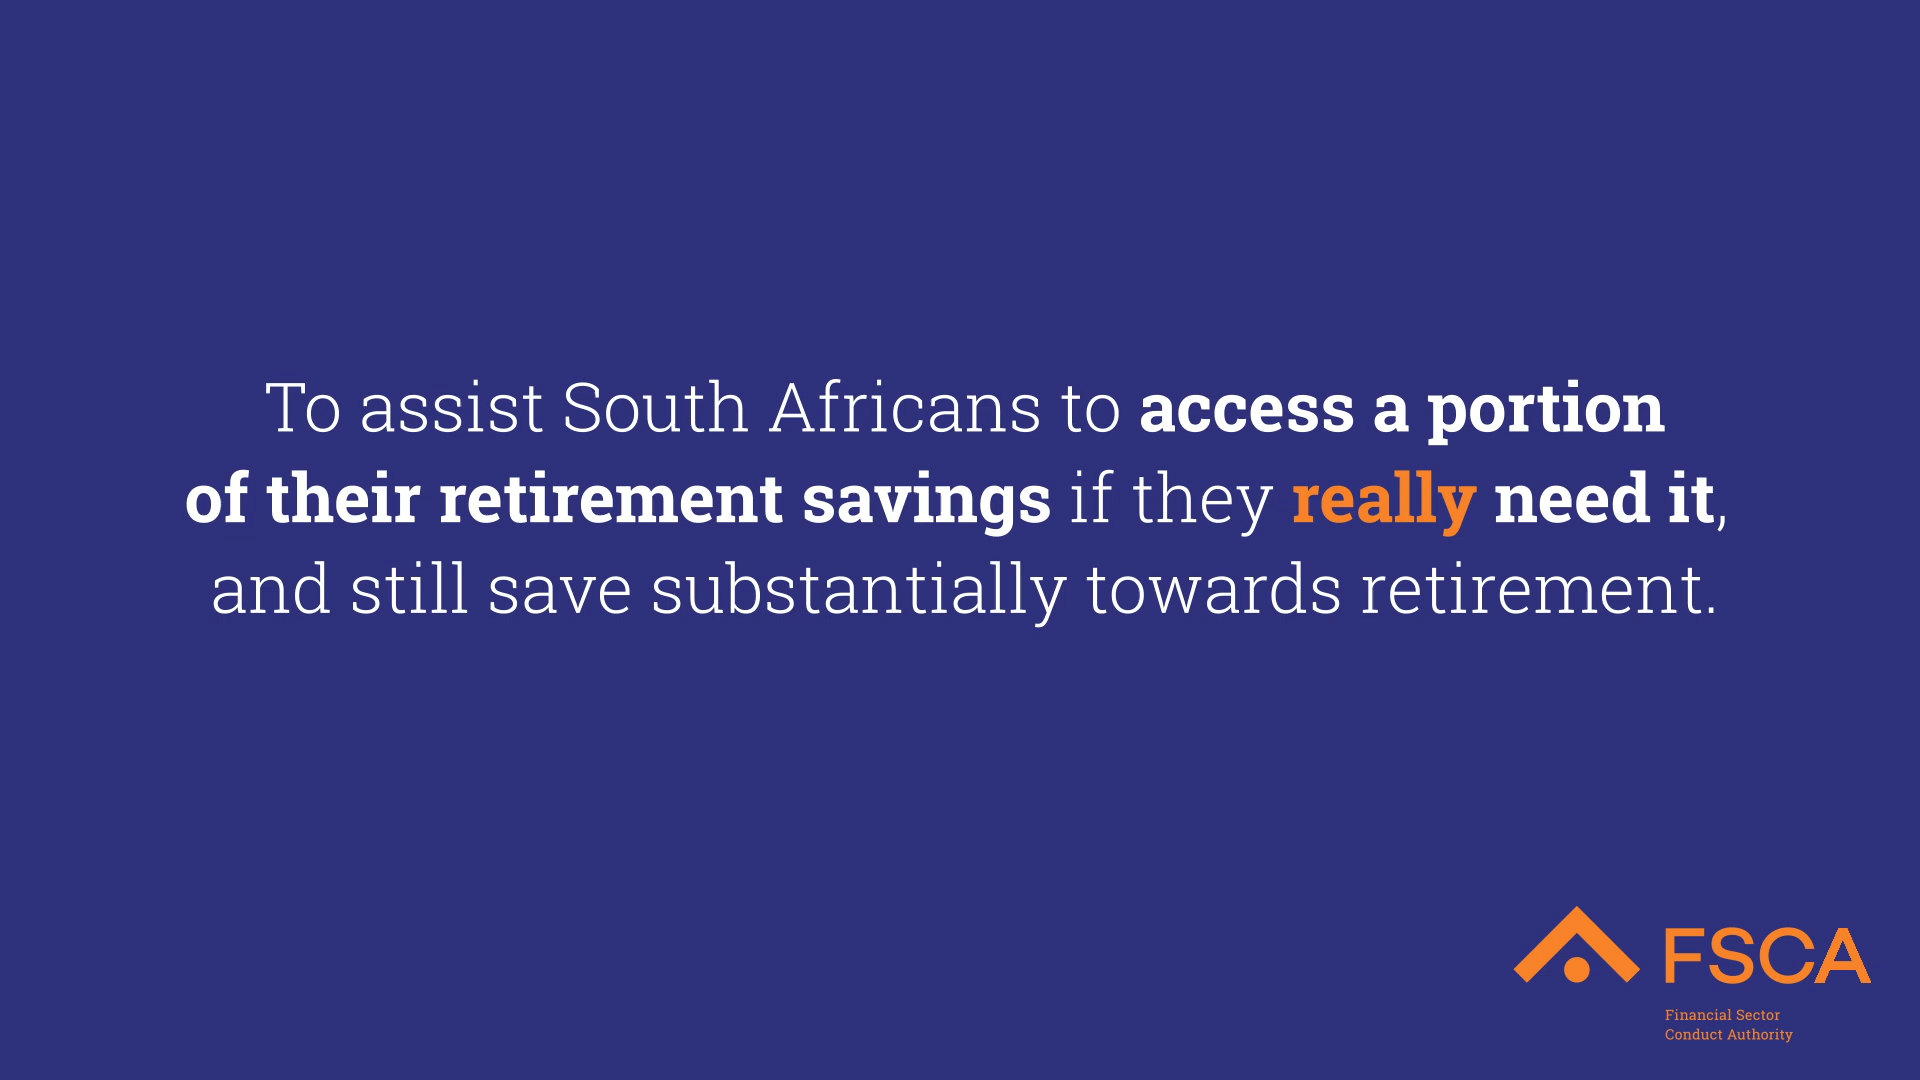 To assist South Africans to access a portion
of their retirement savings if they really need it,
and still save substantially towards retirement.
FSCA
Financial Sector
Conduct Authority